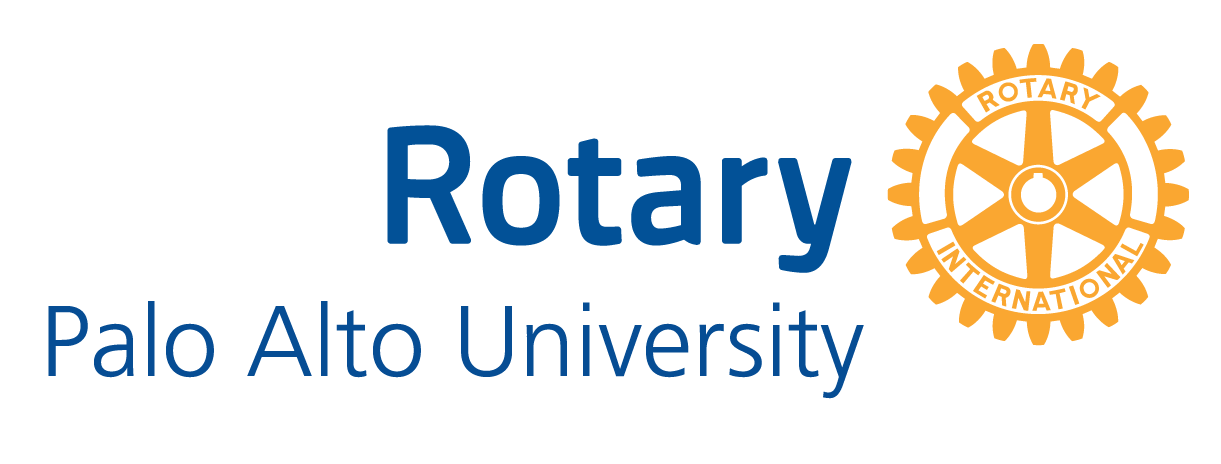 Rotary
Palo Alto University
ROTARY
INTERNATIONAL